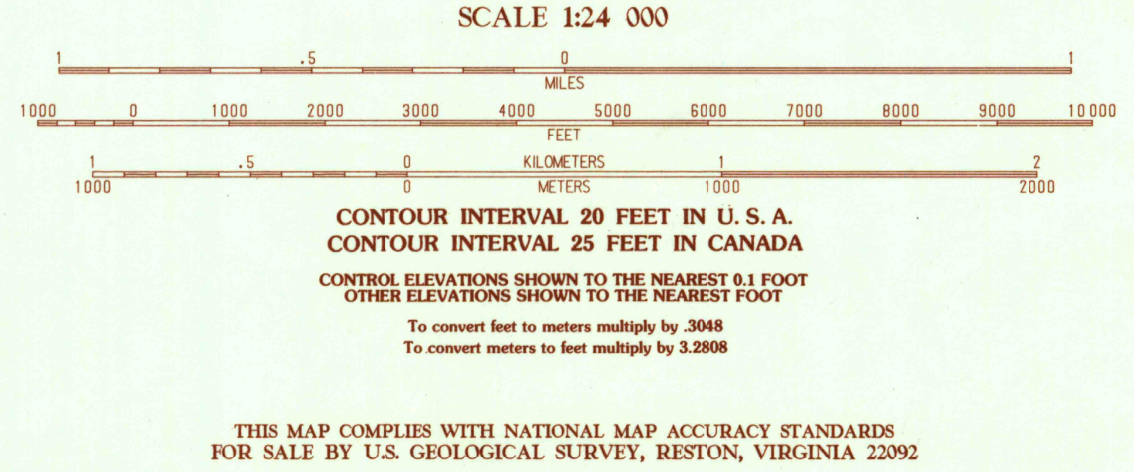 SCALE 1:24 000
1 .5 0 1
MILES
1000 0 1000 2000 3000 4000 5000 6000 7000 8000 9000 10 000
FEET
1 .5 0 KILOMETERS 1 2
1000 0 METERS 1000 2000
CONTOUR INTERVAL 20 FEET IN U. S. A.
CONTOUR INTERVAL 25 FEET IN CANADA
CONTROL ELEVATIONS SHOWN TO THE NEAREST 0.1 FOOT
OTHER ELEVATIONS SHOWN TO THE NEAREST FOOT
To convert feet to meters multiply by .3048
To convert meters to feet multiply by 3.2808
THIS MAP COMPLIES WITH NATIONAL MAP ACCURACY STANDARDS
FOR SALE BY U.S. GEOLOGICAL SURVEY, RESTON, VIRGINIA 22092